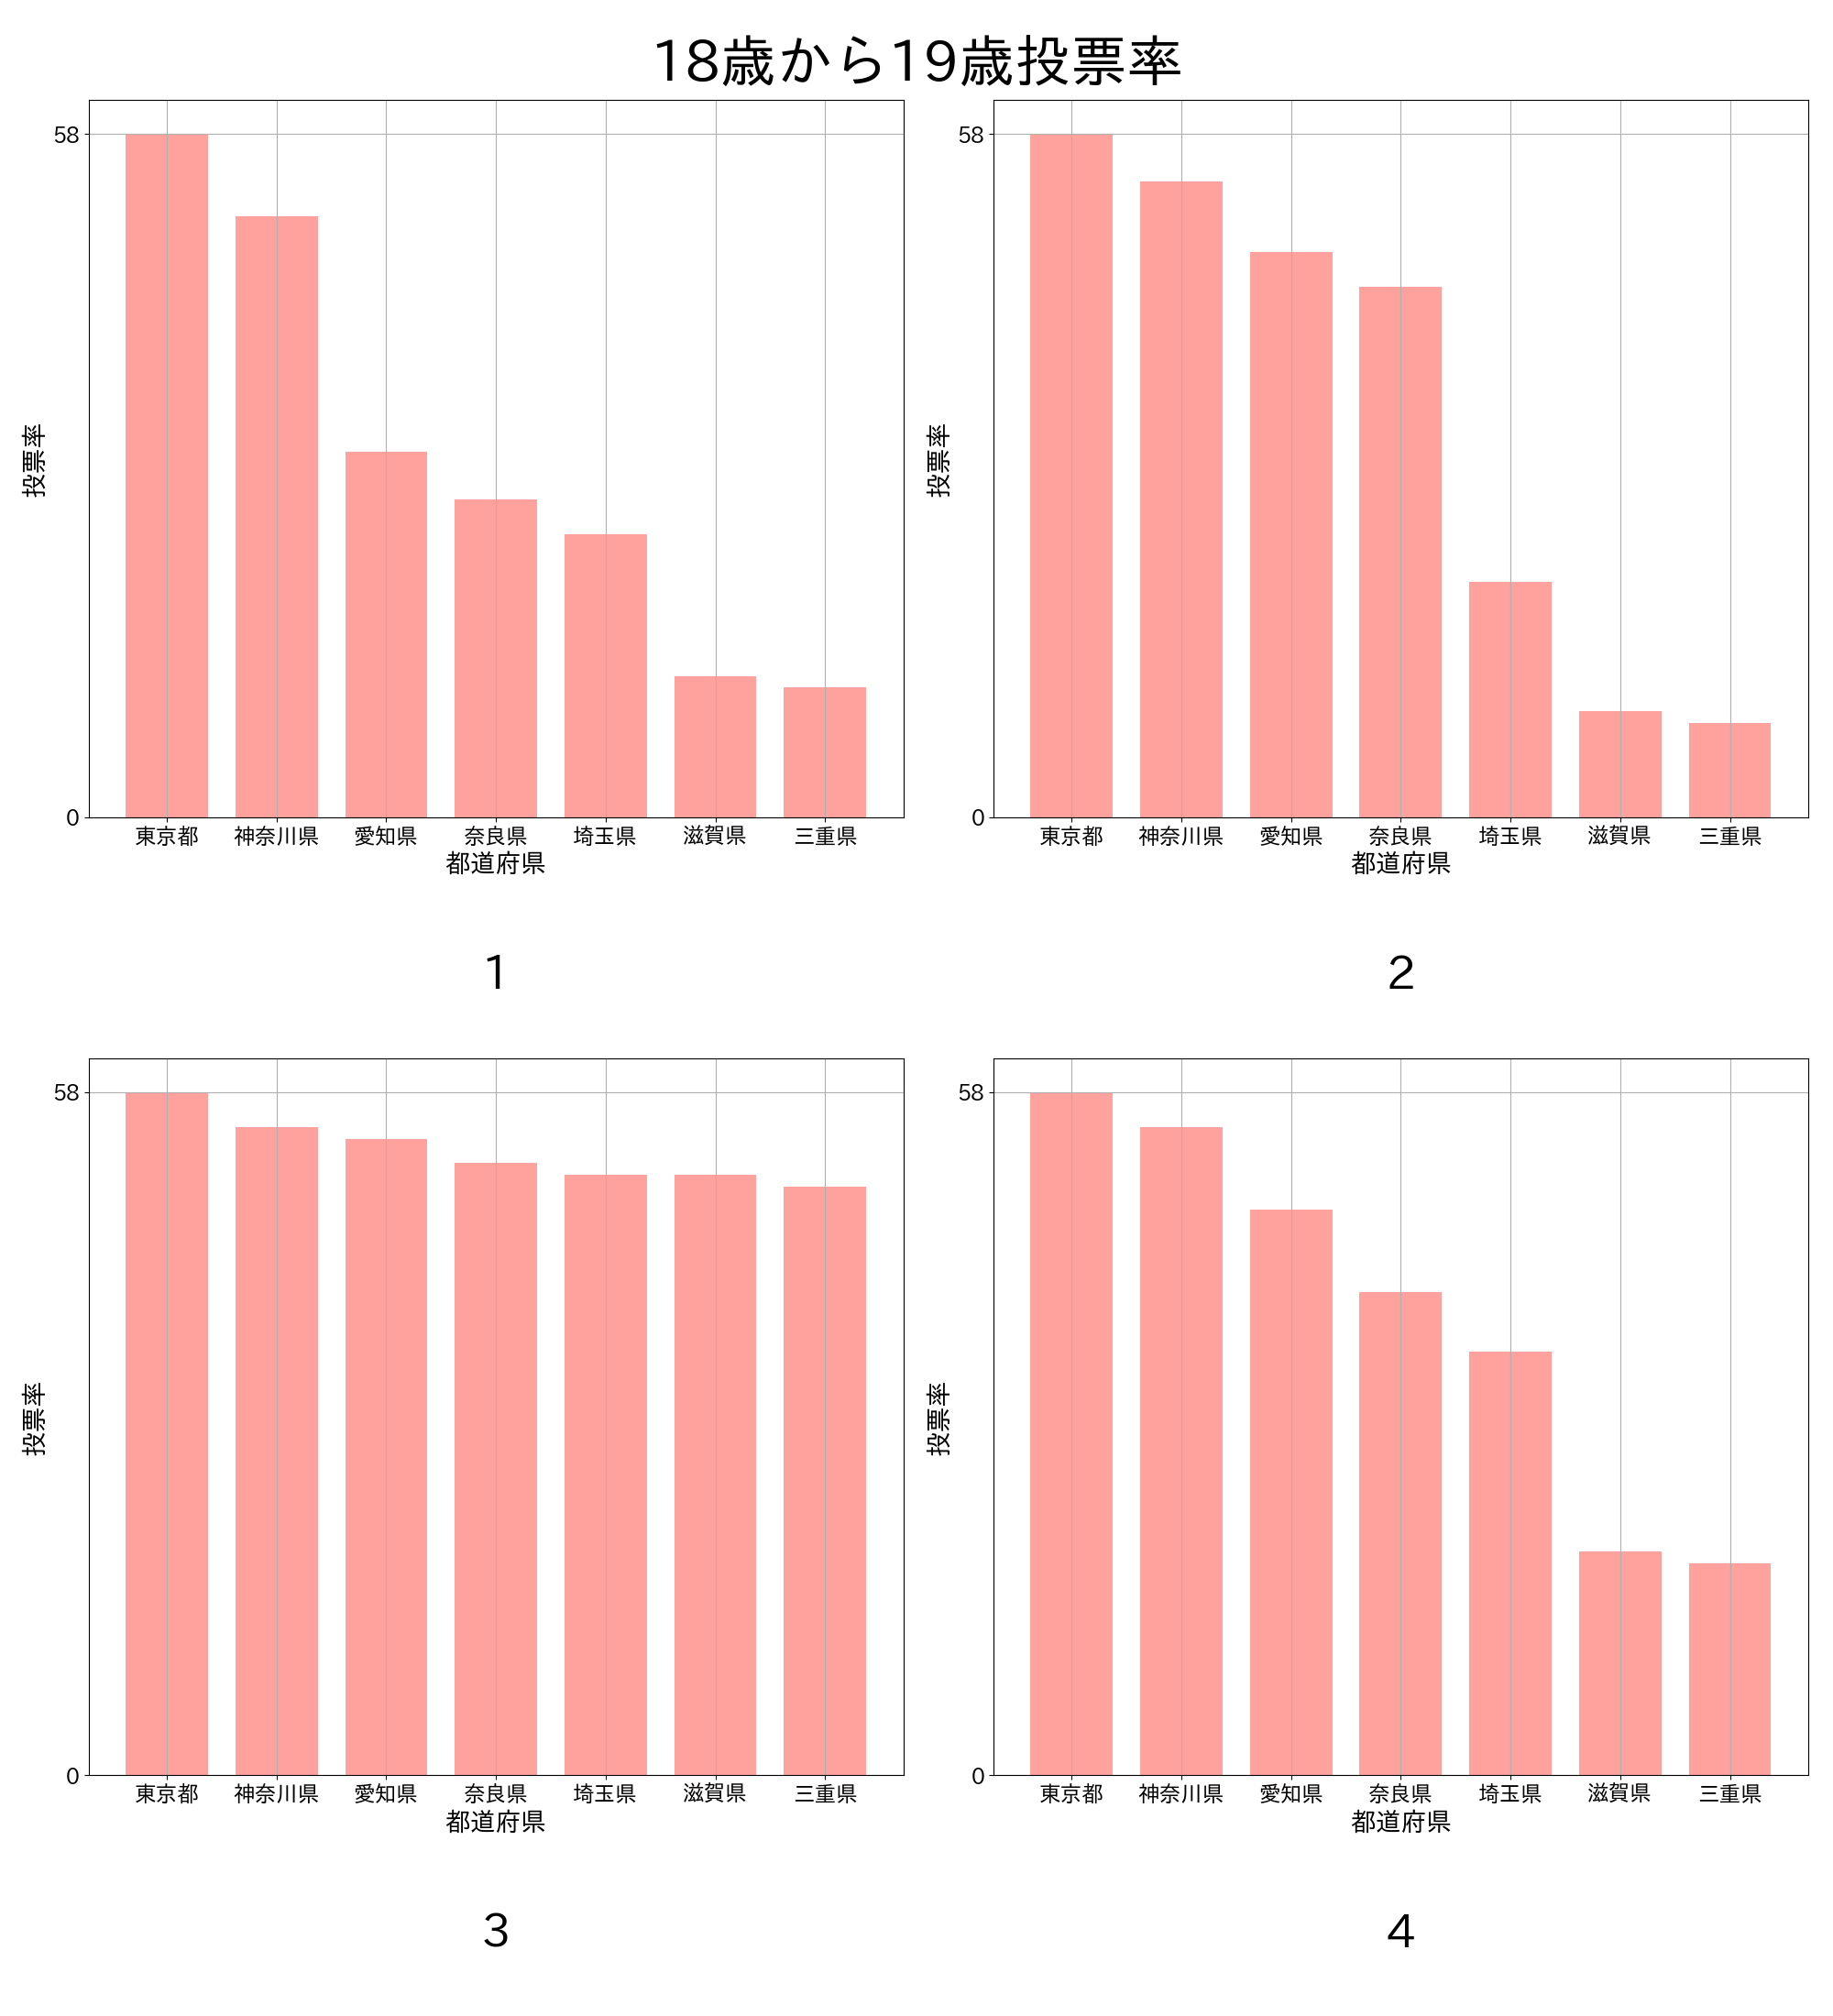 18歳から19歳投票率
58
投票率
0
東京都 神奈川県 愛知県 奈良県 埼玉県 滋賀県 三重県
都道府県
1
58
投票率
0
東京都 神奈川県 愛知県 奈良県 埼玉県 滋賀県 三重県
都道府県
2
58
投票率
0
東京都 神奈川県 愛知県 奈良県 埼玉県 滋賀県 三重県
都道府県
3
58
投票率
0
東京都 神奈川県 愛知県 奈良県 埼玉県 滋賀県 三重県
都道府県
4